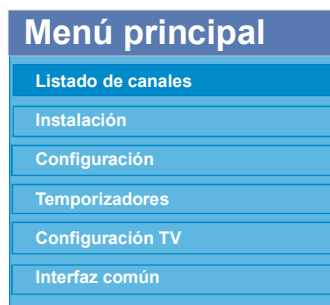 Menú principal
Listado de canales
Instalación
Configuración
Temporizadores
Configuración TV
Interfaz común